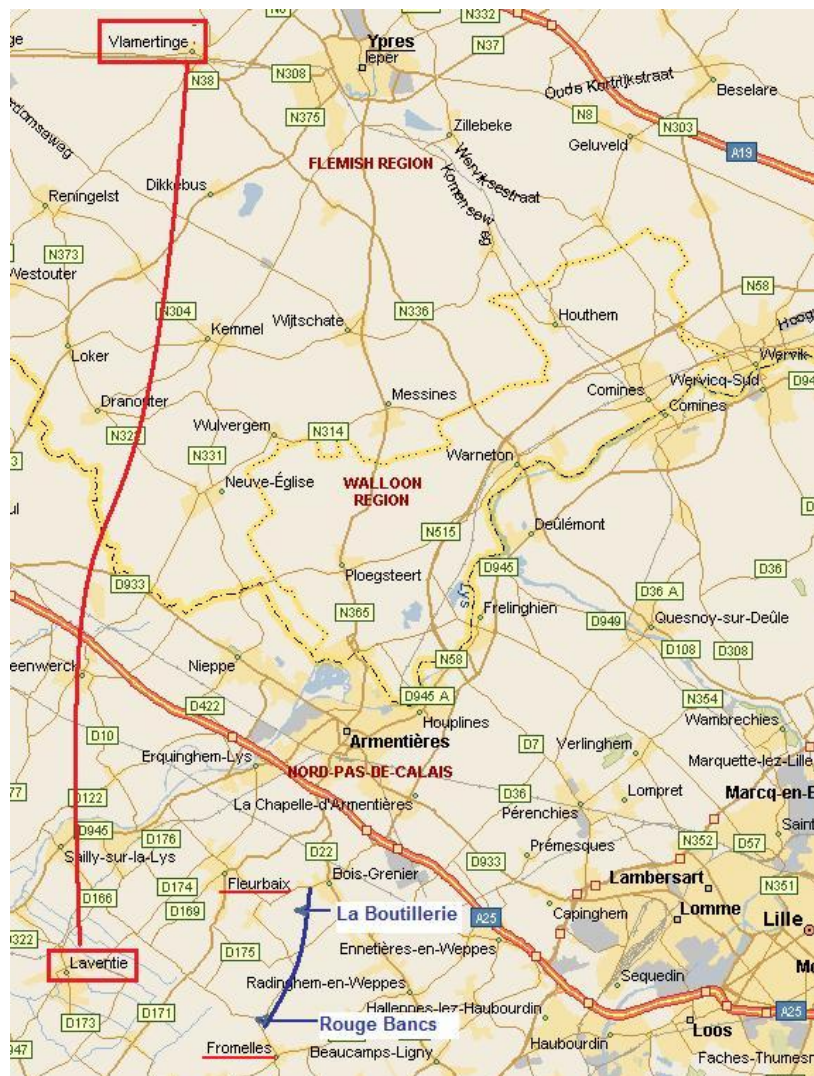 N332
Vlamertinge
Ypres
Ieper
N37
N38
N308
Oude Kortrijkstraat
Beselare
N375
Zillebeke
N8
N303
Geluveld
A19
FLEMISH REGION
Wervikse straat
Dikkebus
Reningelst
Komenseweg
N373
Westouter
N58
N304
Wijtschate
N336
Houthem
Kemmel
Loker
Wervik
Wervicq-Sud
Messines
Comines
Comines
Dranouter
Wulvergem
N314
N331
Warneton
Neuve-Église
WALLOON
REGION
N515
Deûlémont
D945
D36
Ploegsteert
D933
Lys
D36 A
N365
Frelinghien
D949
Quesnoy-sur-Deûle
D108
D308
Nieppe
N58
N354
D945 A
D422
Houplines
Wambrechies
D10
Armentières
D7
Verlinghem
Marquette-lez-Lille
Erquinghem-Lys
NORD-PAS-DE-CALAIS
D122
La Chapelle-d'Armentières
D36
Lompret
Pérenchies
D945
D176
N352
D57
Sailly-sur-la-Lys
D22
D933
Prémesques
Bois-Grenier
D166
D174
Fleurbaix
Lambersart
N351
D169
La Boutillerie
A25
Capinghem
Lomme
Lille
D175
Ennetières-en-Weppes
Laventie
Radinghem-en-Weppes
Sequedin
D173
D171
Hallennes-lez-Haubourdin
A25
Rouge Bancs
Loos
Fromelles
Beaucamps-Ligny
Haubourdin